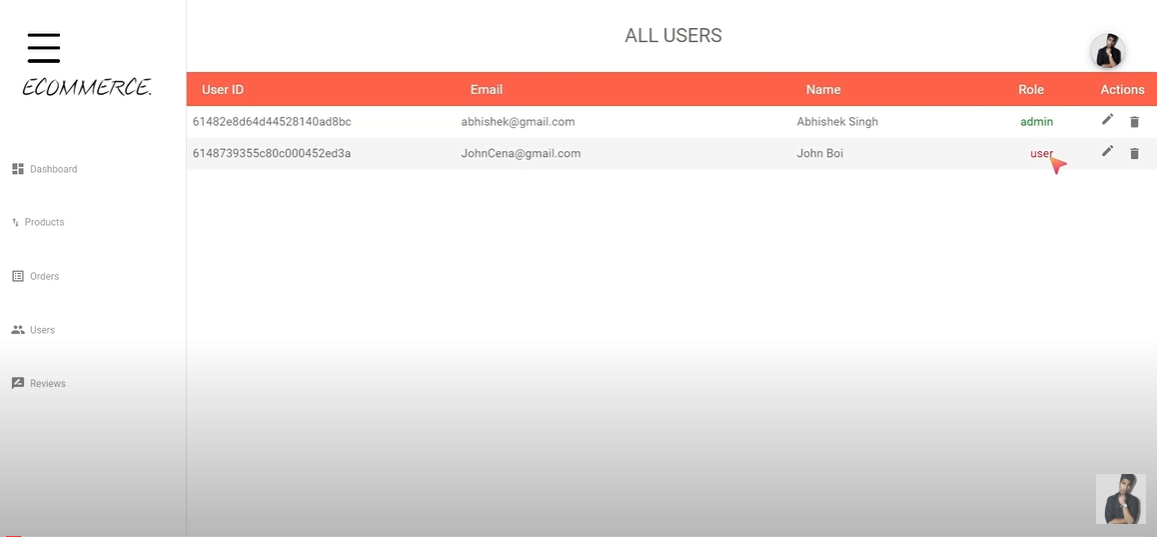 ECOMMERCE.
Dashboard
Products
Orders
Users
Reviews
ALL USERS
User ID Email Name Role Actions
61482e8d64d44528140ad8bc abhishek@gmail.com Abhishek Singh admin
6148739355c80c000452ed3a JohnCena@gmail.com John Boi user